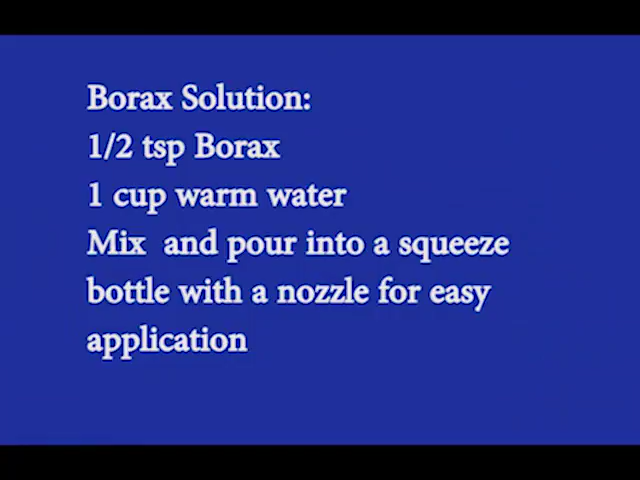 Borax Solution:
1/2 tsp Borax
1 cup warm water
Mix  and pour into a squeeze
bottle with a nozzle for easy
application